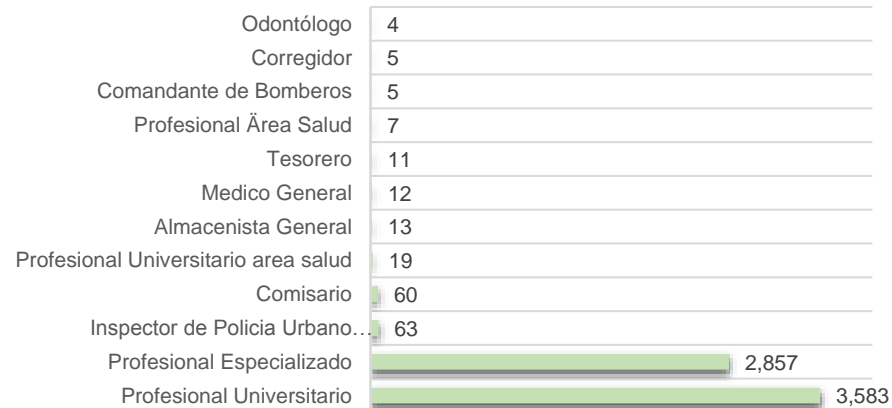 Odontólogo 4
Corregidor 5
Comandante de Bomberos 5
Profesional Ärea Salud 7
Tesorero 11
Medico General 12
Almacenista General 13
Profesional Universitario area salud 19
Comisario 60
Inspector de Policia Urbano… 63
Profesional Especializado 2,857
Profesional Universitario 3,583